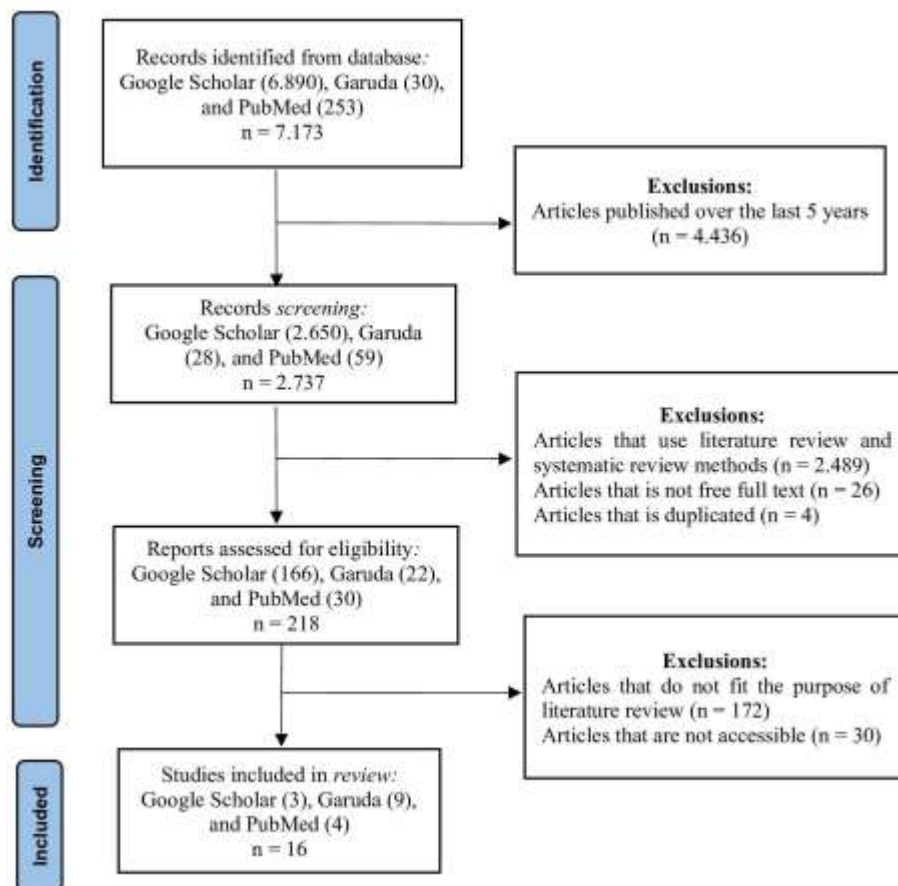 Identification
Records identified from database:
Google Scholar (6.890), Garuda (30),
and PubMed (253)
n = 7.173
Exclusions:
Articles published over the last 5 years
(n = 4.436)
Screening
Records screening:
Google Scholar (2.650), Garuda
(28), and PubMed (59)
n = 2.737
Exclusions:
Articles that use literature review and
systematic review methods (n = 2.489)
Articles that is not free full text (n = 26)
Articles that is duplicated (n = 4)
Reports assessed for eligibility:
Google Scholar (166), Garuda (22),
and PubMed (30)
n = 218
Exclusions:
Articles that do not fit the purpose of
literature review (n = 172)
Articles that are not accessible (n = 30)
Included
Studies included in review:
Google Scholar (3), Garuda (9),
and PubMed (4)
n = 16